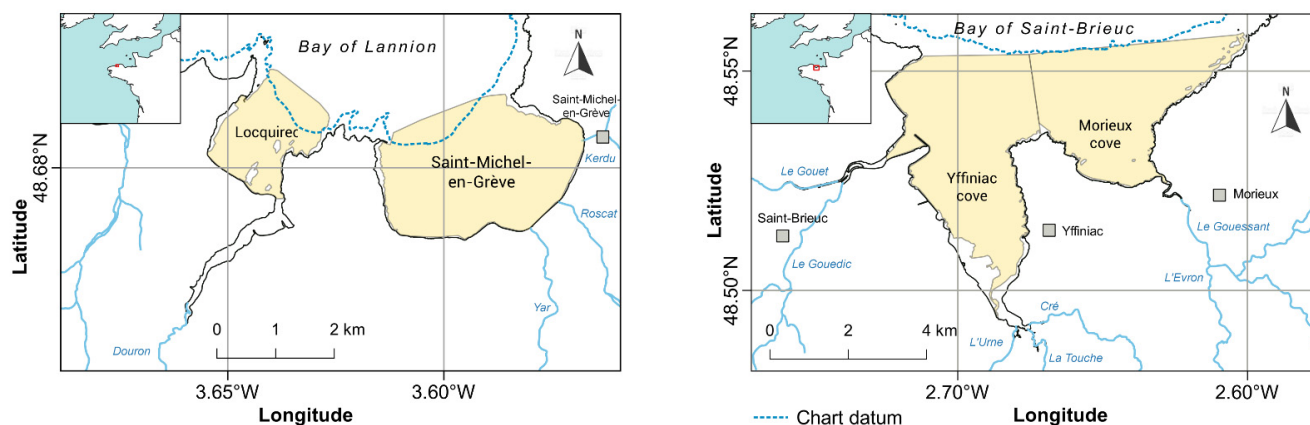 Bay of Lannion
N
Saint-Michel-
en-Grève
Locquirec
Kerdu
Saint-Michel-
en-Grève
48.68°N
Latitude
Roscat
0 1 2 km
Yar
Douron
3.65°W 3.60°W
Longitude
Bay of Saint-Brieuc
48.55°N
N
Morieux
cove
Le Gouet
Yffiniac
cove
Latitude
Morieux
Saint-Brieuc
Yffiniac
Le Gouessant
Le Gouedic
L'Evron
48.50°N
Cré
0 2 4 km
L'Urne
La Touche
2.70°W 2.60°W
Chart datum
Longitude